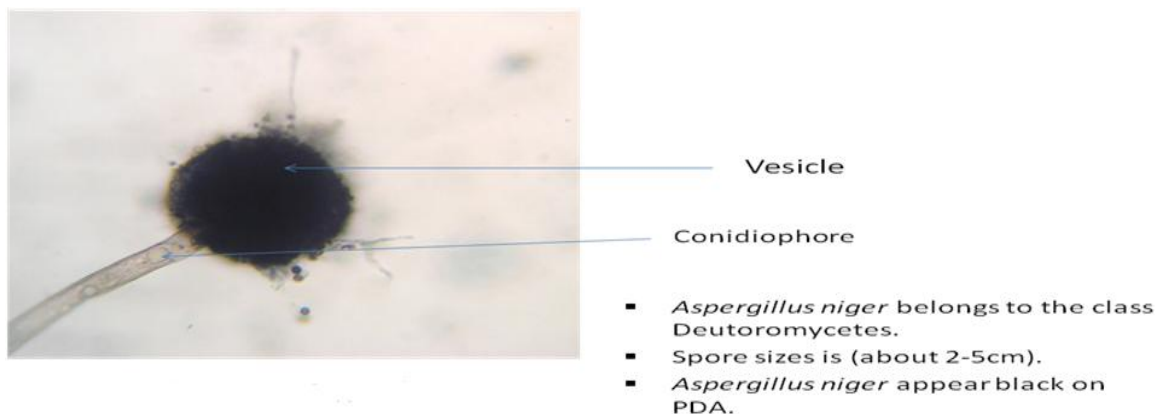 Vesicle
Conidiophore
▪ Aspergillus niger belongs to the class
Deutoromycetes.
▪ Spore sizes is (about 2-5cm).
▪ Aspergillus niger appear black on
PDA.